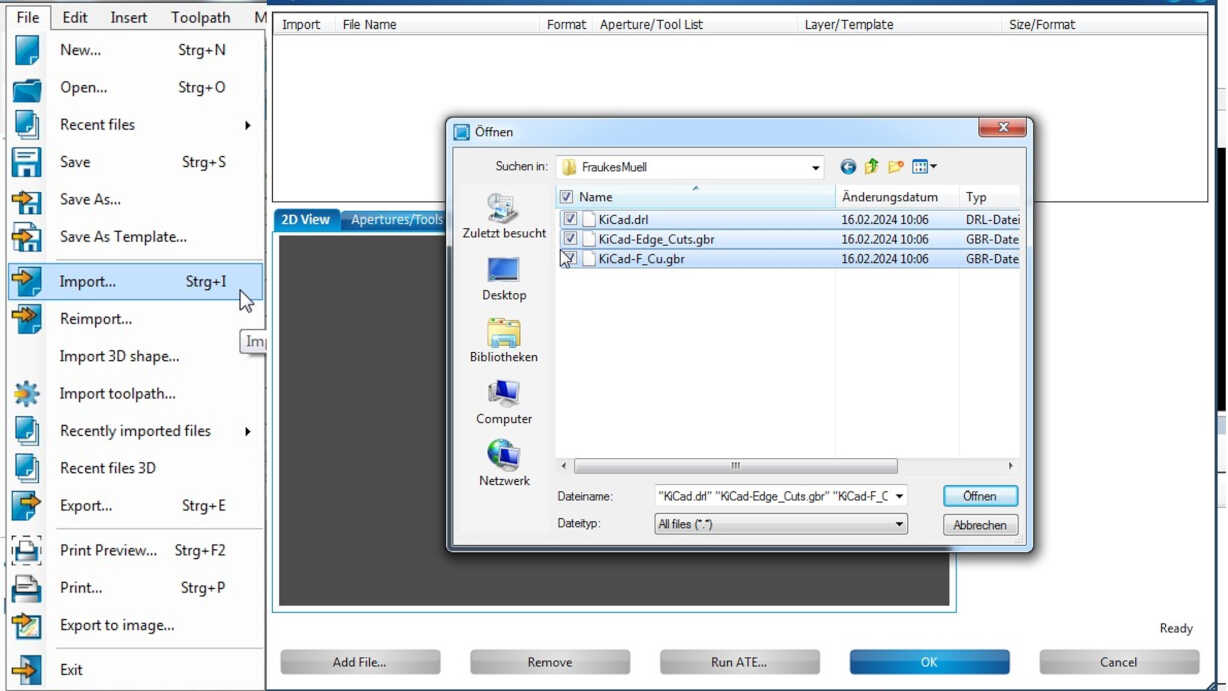 File Edit Insert Toolpath M
New... Strg+N
Open... Strg+O
Recent files
Save Strg+S
Save As...
Save As Template...
Import... Strg+I
Imp
Reimport...
Import 3D shape...
Import toolpath...
Recently imported files
Recent files 3D
Export... Strg+E
Print Preview... Strg+F2
Print... Strg+P
Export to image...
Exit
Import File Name Format Aperture/Tool List Layer/Template Size/Format
2D View Apertures/Tools
Öffnen
Suchen in: FraukesMuell
Name Änderungsdatum Typ
KiCad.drl 16.02.2024 10:06 DRL-Datei
KiCad-Edge_Cuts.gbr 16.02.2024 10:06 GBR-Date
KiCad-F_Cu.gbr 16.02.2024 10:06 GBR-Date
Zuletzt besucht
Desktop
Bibliotheken
Computer
Netzwerk
Dateiname: "KiCad.drl" "KiCad-Edge_Cuts.gbr" "KiCad-F_C Öffnen
Dateityp: All files (*.*) Abbrechen
Ready
Add File... Remove Run ATE... OK Cancel